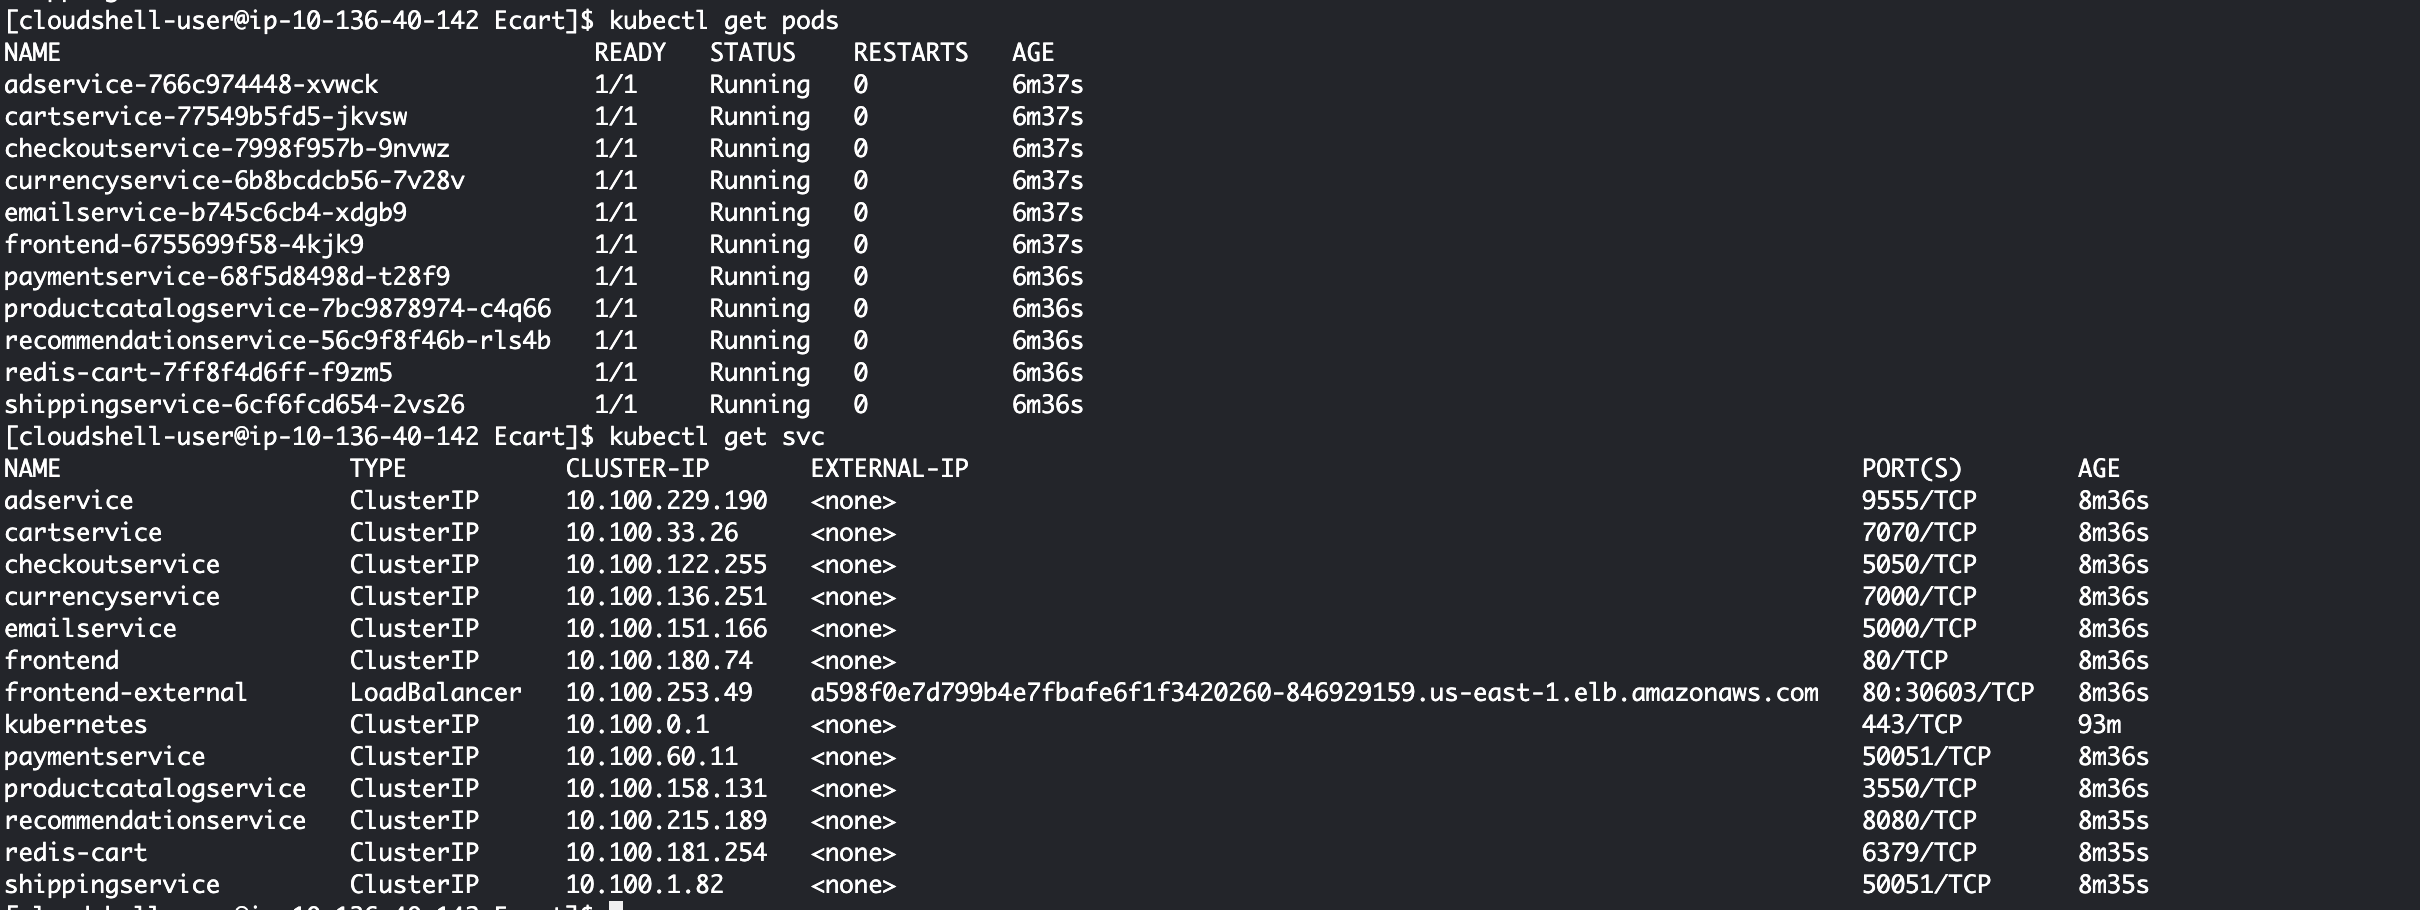 [cloudshell-user@ip-10-136-40-142 Ecart]$ kubectl get pods
NAME                                     READY   STATUS    RESTARTS   AGE
adservice-766c974448-xvwck               1/1     Running   0          6m37s
cartservice-77549b5fd5-jkvsw             1/1     Running   0          6m37s
checkoutservice-7998f957b-9nvwz          1/1     Running   0          6m37s
currencyservice-6b8bcdcb56-7v28v         1/1     Running   0          6m37s
emailservice-b745c6cb4-xdgb9             1/1     Running   0          6m37s
frontend-6755699f58-4kjk9                1/1     Running   0          6m37s
paymentservice-68f5d8498d-t28f9          1/1     Running   0          6m36s
productcatalogservice-7bc9878974-c4q66   1/1     Running   0          6m36s
recommendationservice-56c9f8f46b-rls4b   1/1     Running   0          6m36s
redis-cart-7ff8f4d6ff-f9zm5              1/1     Running   0          6m36s
shippingservice-6cf6fcd654-2vs26         1/1     Running   0          6m36s
[cloudshell-user@ip-10-136-40-142 Ecart]$ kubectl get svc
NAME                    TYPE           CLUSTER-IP       EXTERNAL-IP                                                              PORT(S)        AGE
adservice               ClusterIP      10.100.229.190   <none>                                                                   9555/TCP       8m36s
cartservice             ClusterIP      10.100.33.26     <none>                                                                   7070/TCP       8m36s
checkoutservice         ClusterIP      10.100.122.255   <none>                                                                   5050/TCP       8m36s
currencyservice         ClusterIP      10.100.136.251   <none>                                                                   7000/TCP       8m36s
emailservice            ClusterIP      10.100.151.166   <none>                                                                   5000/TCP       8m36s
frontend                ClusterIP      10.100.180.74    <none>                                                                   80/TCP         8m36s
frontend-external       LoadBalancer   10.100.253.49    a598f0e7d799b4e7fbafe6f1f3420260-846929159.us-east-1.elb.amazonaws.com   80:30603/TCP   8m36s
kubernetes              ClusterIP      10.100.0.1       <none>                                                                   443/TCP        93m
paymentservice          ClusterIP      10.100.60.11     <none>                                                                   50051/TCP      8m36s
productcatalogservice   ClusterIP      10.100.158.131   <none>                                                                   3550/TCP       8m36s
recommendationservice   ClusterIP      10.100.215.189   <none>                                                                   8080/TCP       8m35s
redis-cart              ClusterIP      10.100.181.254   <none>                                                                   6379/TCP       8m35s
shippingservice         ClusterIP      10.100.1.82      <none>                                                                   50051/TCP      8m35s